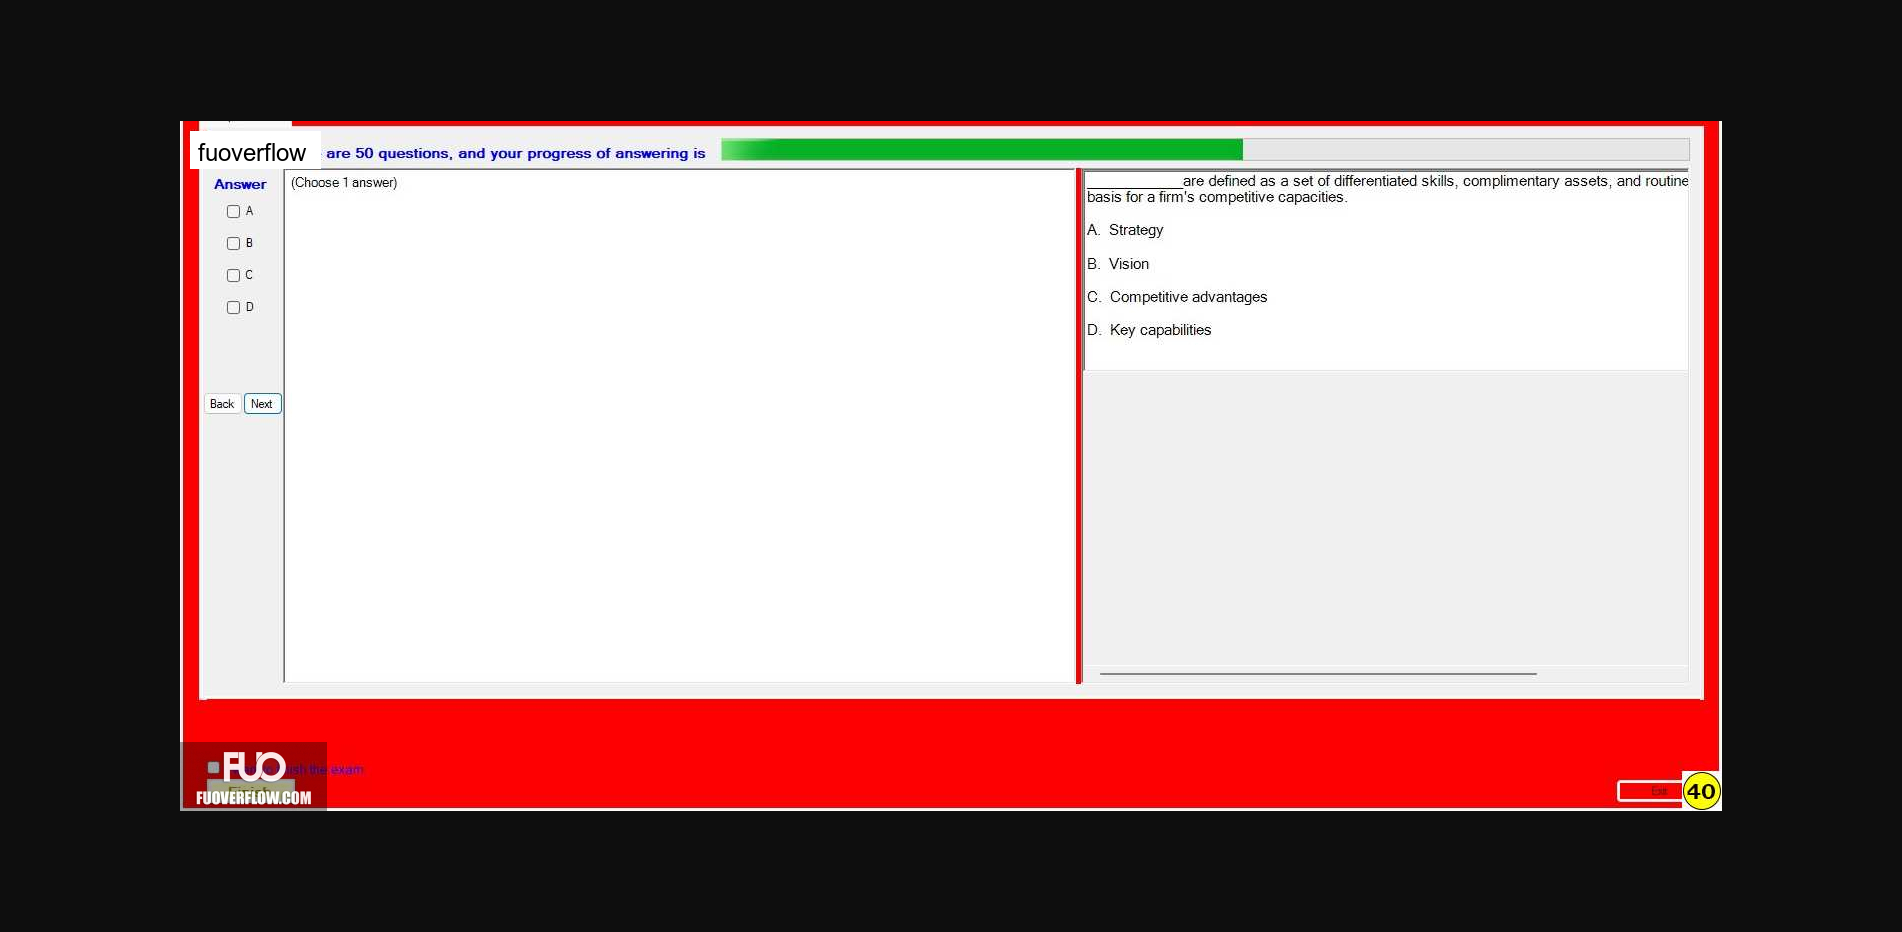 fuoverflow are 50 questions, and your progress of answering is
Answer
A
B
C
D
Back Next
(Choose 1 answer)
____________are defined as a set of differentiated skills, complimentary assets, and routine
basis for a firm's competitive capacities.
A. Strategy
B. Vision
C. Competitive advantages
D. Key capabilities
FUO
the exam
FUOVERFLOW.COM
Exit
40